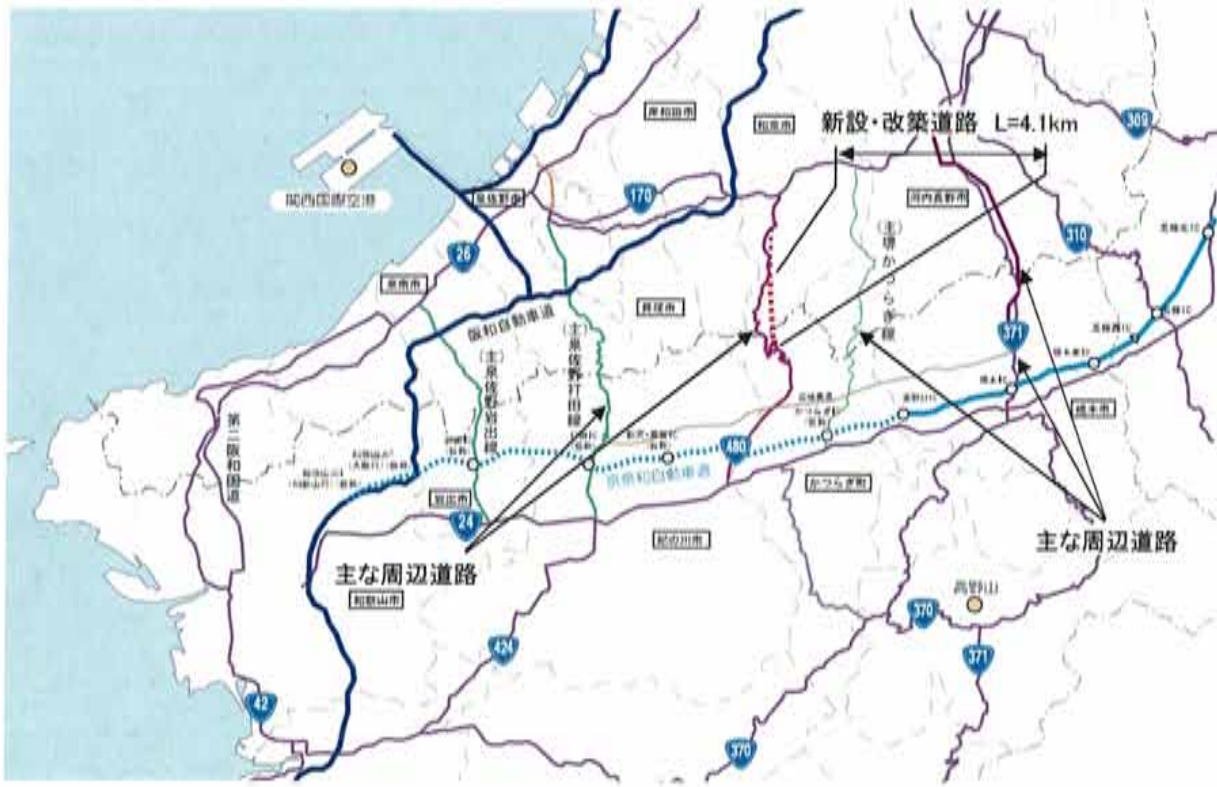 岸和田市
和泉市
新設・改築道路 L=4.1km
309
関西国際空港
泉佐野市
170
河内長野市
26
310
泉南市
貝塚市
(主)堺かつらぎ線
阪和自動車道
371
(主)泉佐野岩出線
(主)泉佐野打田線
橋本市
第二阪和国道
480
京奈和自動車道
岩出市
かつらぎ町
24
紀の川市
主な周辺道路
主な周辺道路
和歌山市
高野山
370
424
371
42
370